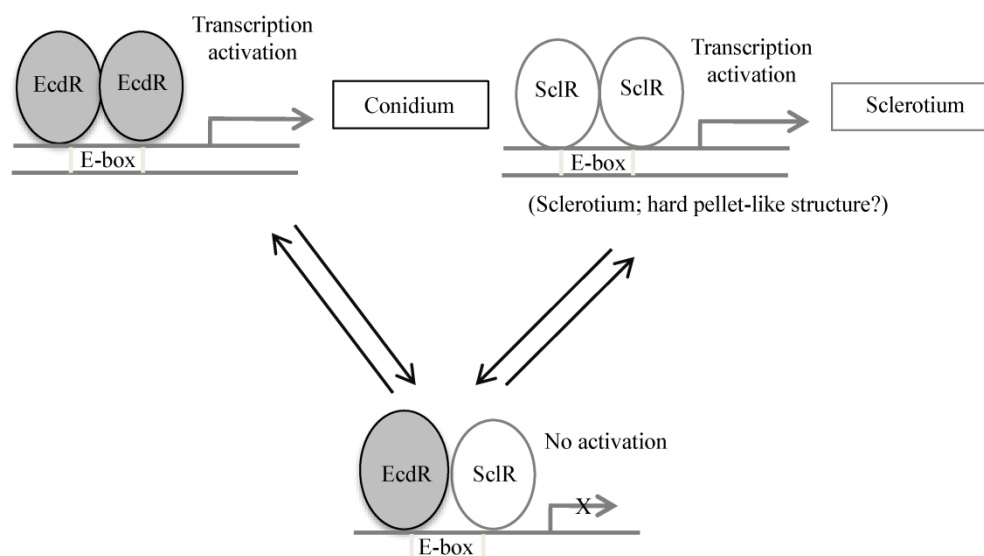 Transcription
activation
EcdR
EcdR
Conidium
E-box
Transcription
activation
SclR
SclR
Sclerotium
E-box
(Sclerotium; hard pellet-like structure?)
EcdR
SclR
No activation
X
E-box